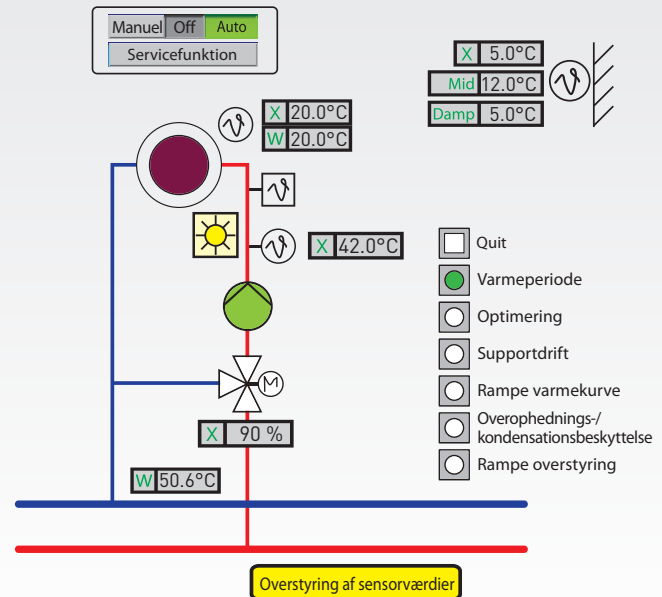 Manuel Off Auto
Servicefunktion
X 5.0°C
Mid 12.0°C
Damp 5.0°C
X 20.0°C
W 20.0°C
X 42.0°C
Quit
Varmeperiode
Optimering
Supportdrift
Rampe varmekurve
Overophednings-/
kondensationsbeskyttelse
Rampe overstyring
M
X 90 %
W 50.6°C
Overstyring af sensorværdier